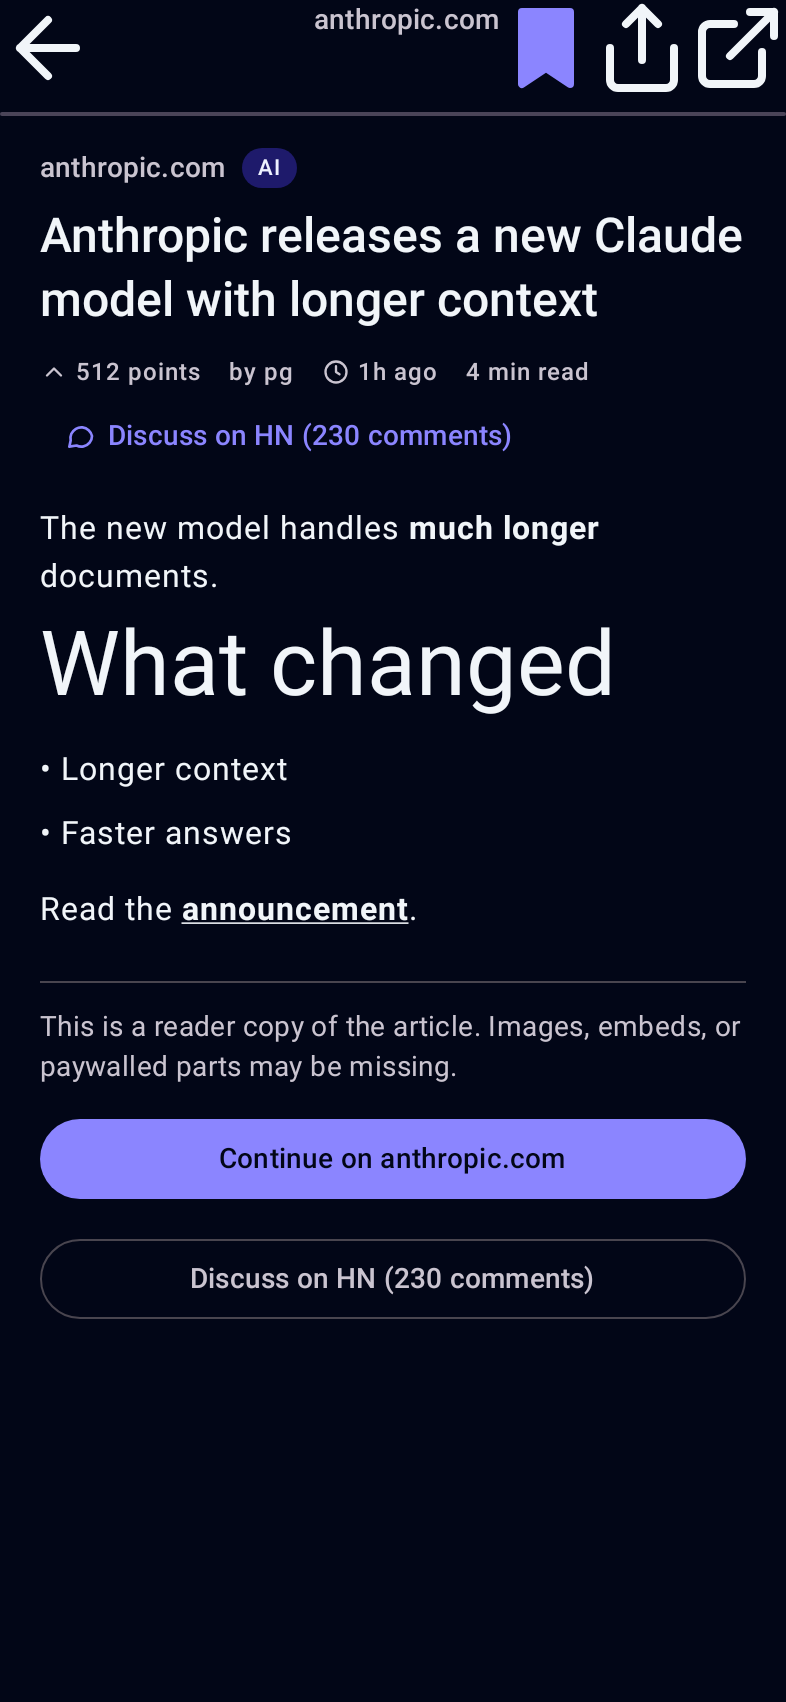 anthropic.com
anthropic.com AI
Anthropic releases a new Claude
model with longer context
512 points by pg 1h ago 4 min read
Discuss on HN (230 comments)
The new model handles much longer
documents.
What changed
• Longer context
• Faster answers
Read the announcement.
This is a reader copy of the article. Images, embeds, or
paywalled parts may be missing.
Continue on anthropic.com
Discuss on HN (230 comments)